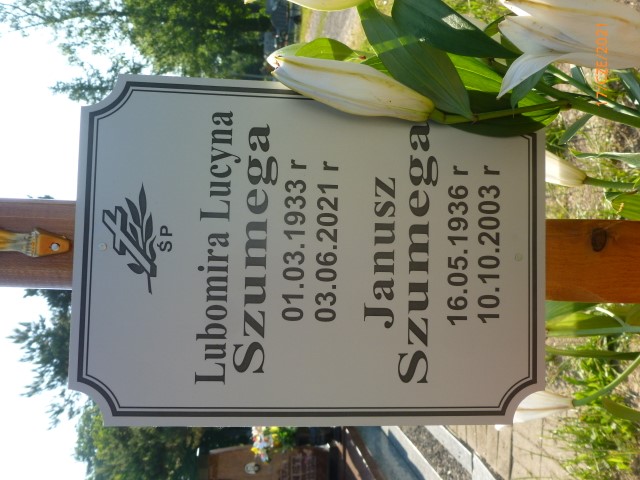 ŚP
Lubomira Lucyna
Szumega
01.03.1933 r
03.06.2021 r
Janusz
Szumega
16.05.1936 r
10.10.2003 r